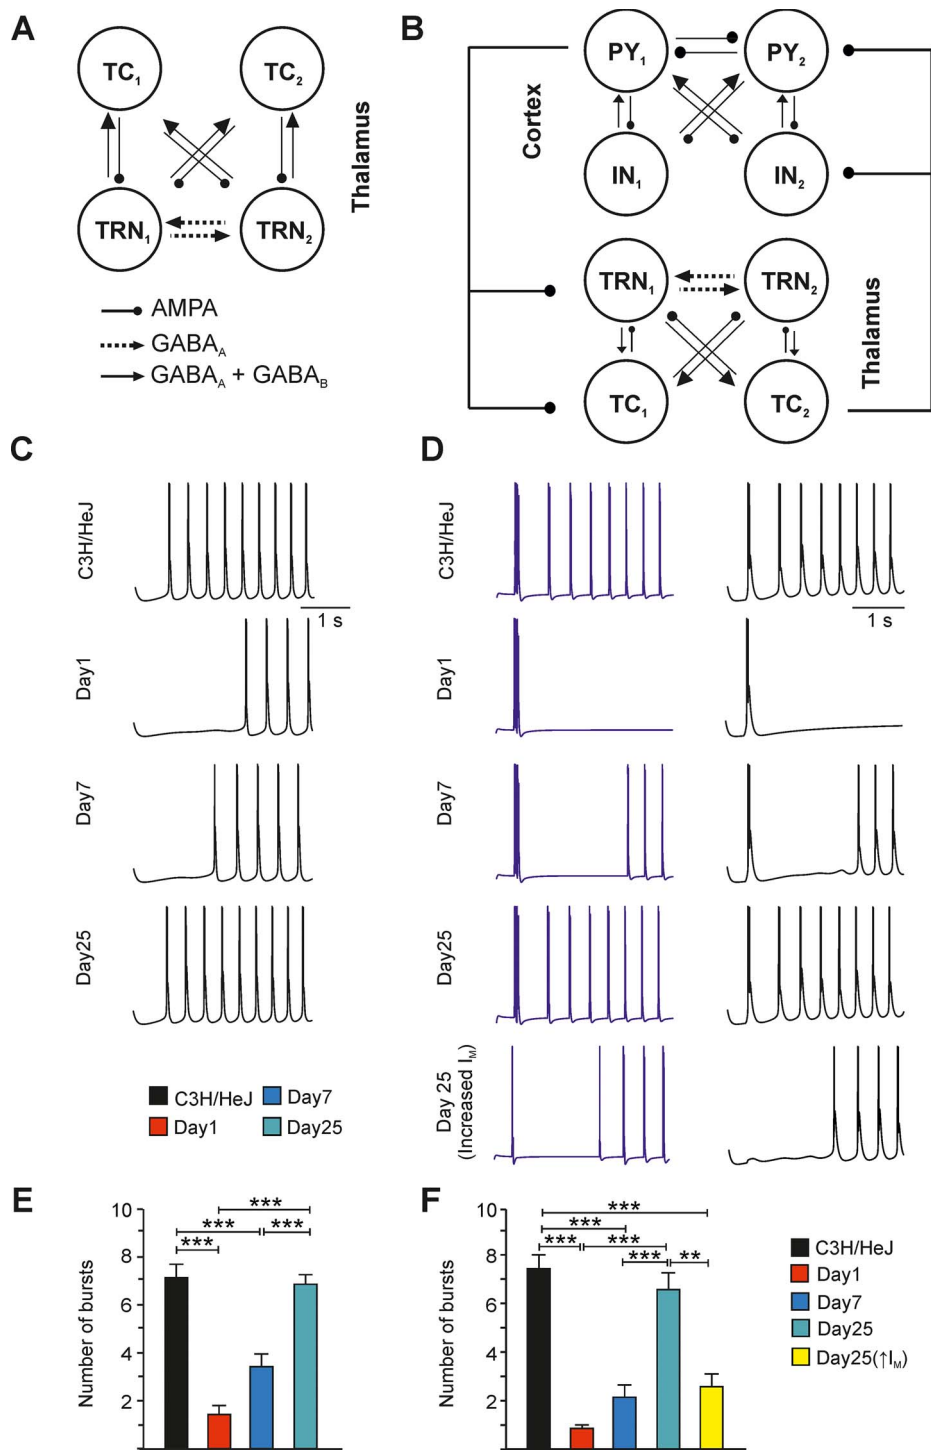 A
TC1
TC2
TRN1
TRN2
Thalamus
AMPA
GABAA
GABAA + GABAB
B
PY1
PY2
Cortex
IN1
IN2
TRN1
TRN2
TC1
TC2
Thalamus
C
C3H/HeJ
1 s
Day1
Day7
Day25
C3H/HeJ
Day7
Day1
Day25
D
C3H/HeJ
1 s
Day1
Day7
Day25
Day 25
(Increased IM)
E
Number of bursts
10
8
6
4
2
***
***
***
***
F
Number of bursts
10
8
6
4
2
***
***
***
***
***
**
C3H/HeJ
Day1
Day7
Day25
Day25(↑IM)